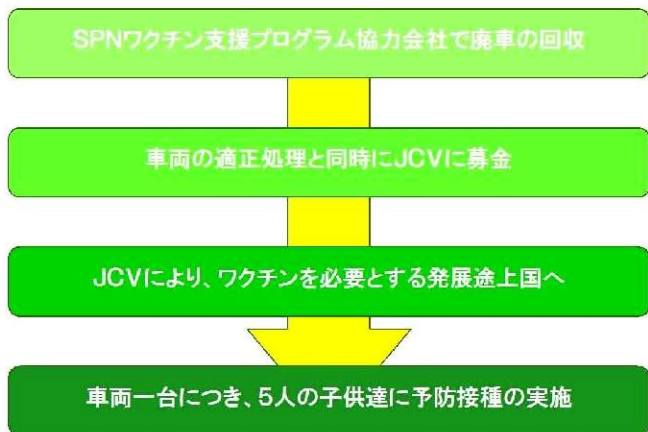 SPNワクチン支援プログラム協力会社で廃車の回収
車両の適正処理と同時にJCVに募金
JCVにより、ワクチンを必要とする発展途上国へ
車両一台につき、5人の子供達に予防接種の実施